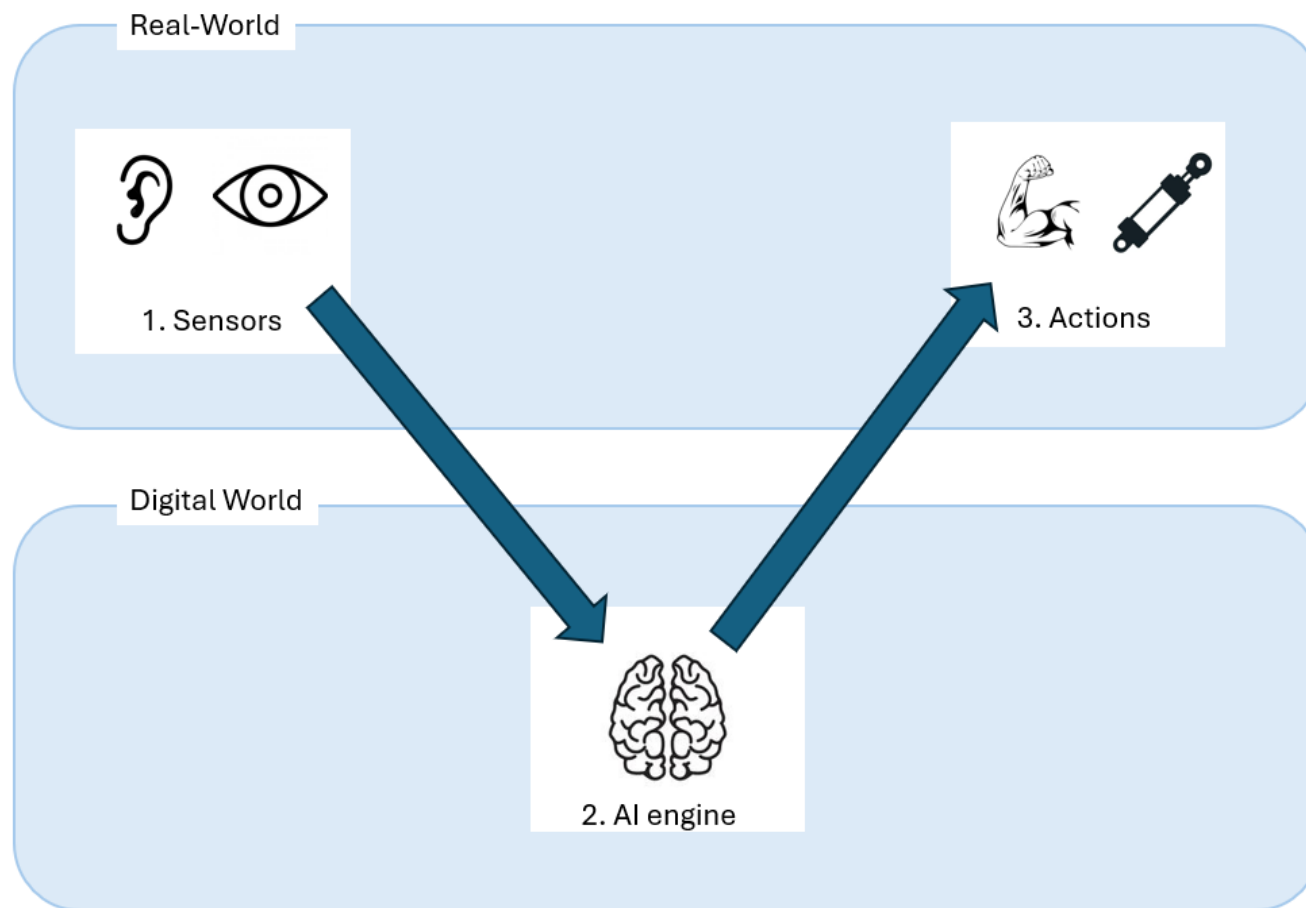 Real-World
1. Sensors
3. Actions
Digital World
2. AI engine